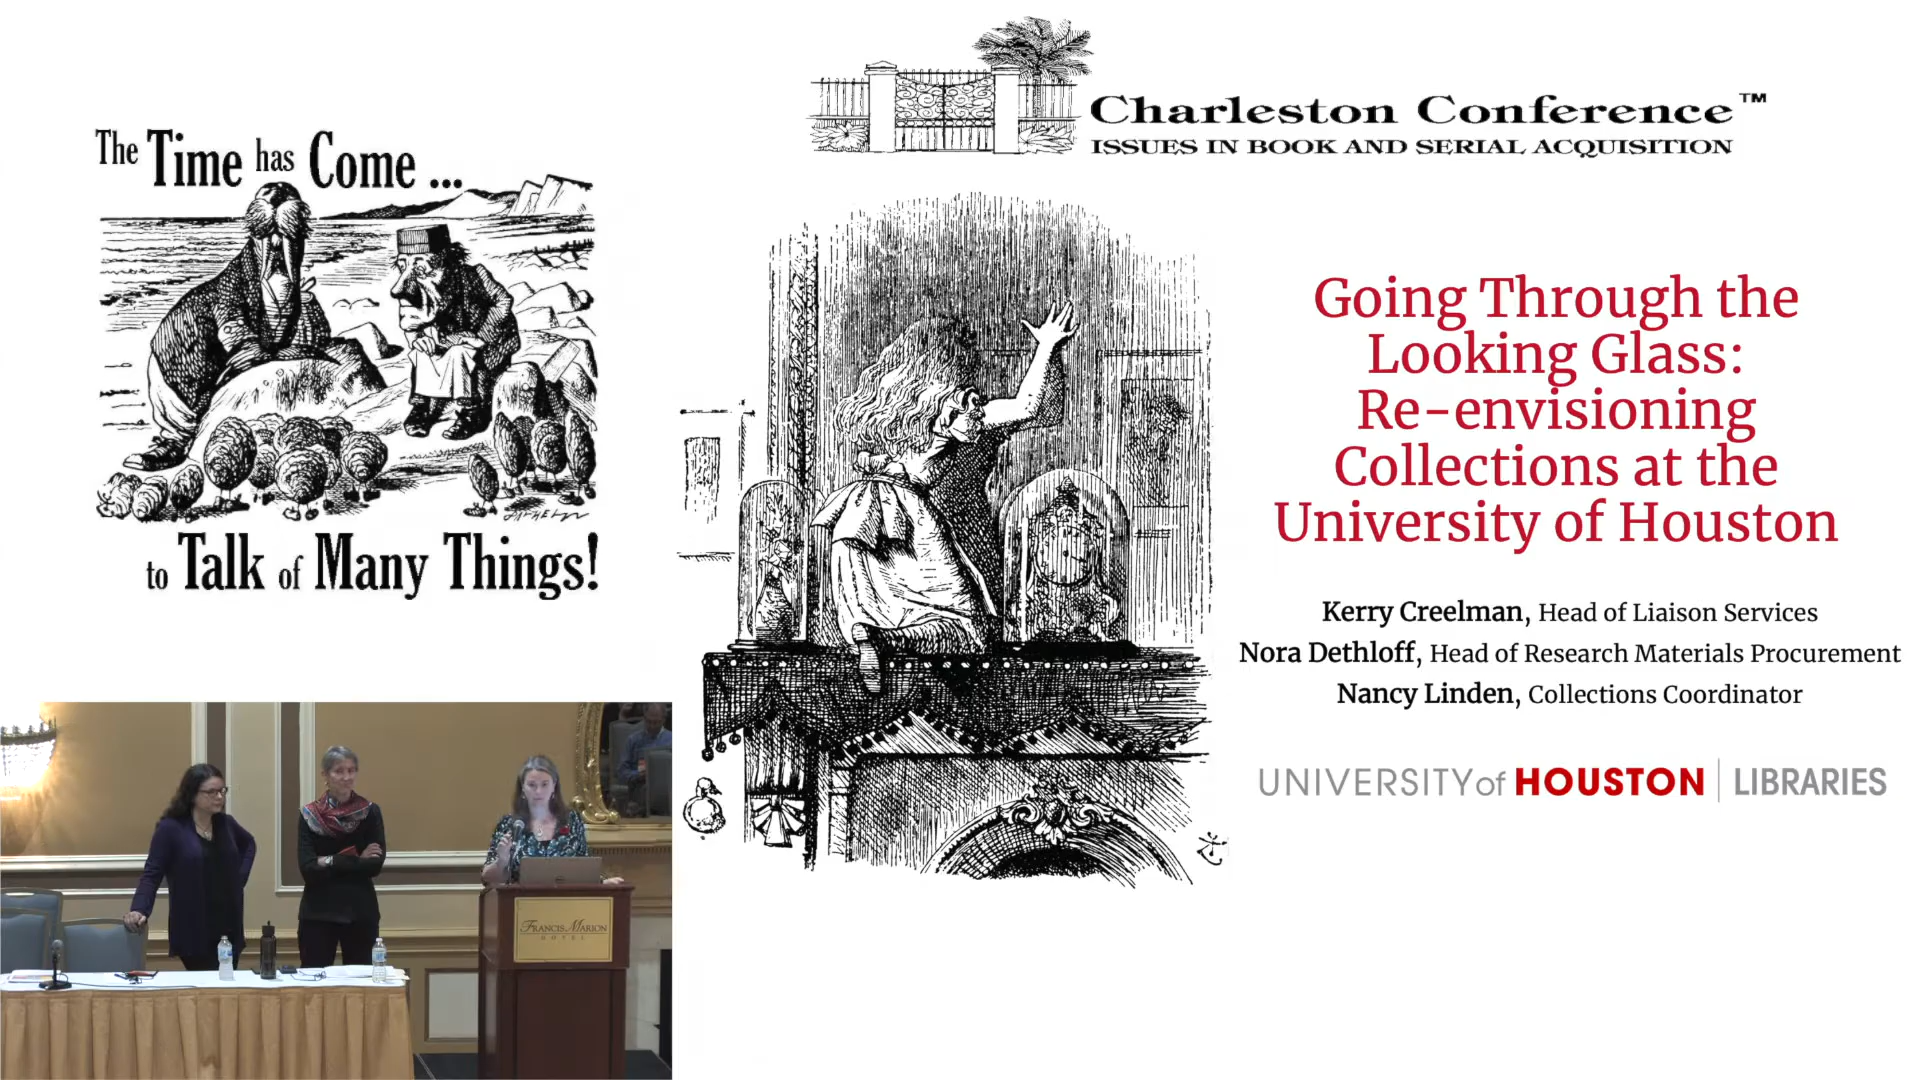 The Time has Come ...
to Talk of Many Things!
Charleston Conference™
ISSUES IN BOOK AND SERIAL ACQUISITION
Going Through the
Looking Glass:
Re-envisioning
Collections at the
University of Houston
Kerry Creelman, Head of Liaison Services
Nora Dethloff, Head of Research Materials Procurement
Nancy Linden, Collections Coordinator
UNIVERSITY of HOUSTON | LIBRARIES
FRANCIS MARION
HOTEL